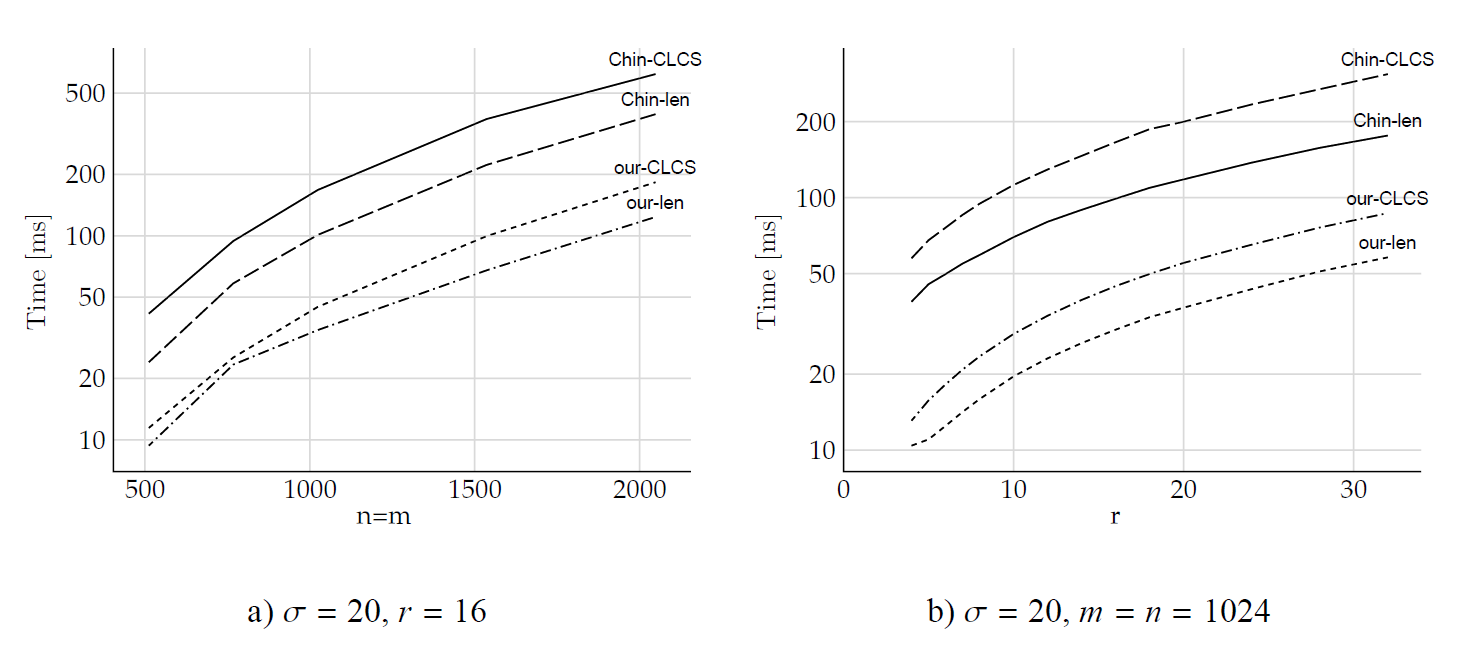 Time [ms]
500
200
100
50
20
10
Chin-CLCS
Chin-len
our-CLCS
our-len
500 1000 1500 2000
n=m
a) σ = 20, r = 16
Time [ms]
200
100
50
20
10
Chin-CLCS
Chin-len
our-CLCS
our-len
0 10 20 30
r
b) σ = 20, m = n = 1024